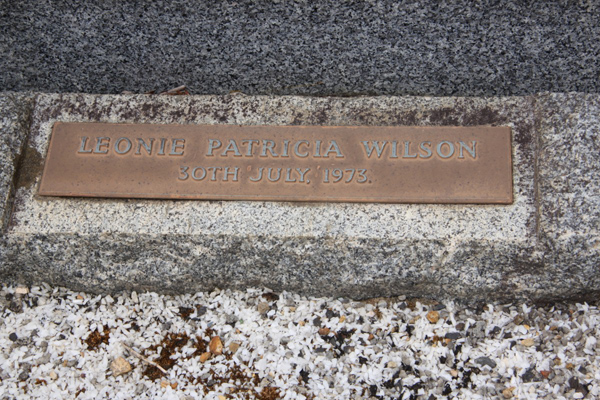 LEONIE PATRICIA WILSON
30TH JULY, 1973.